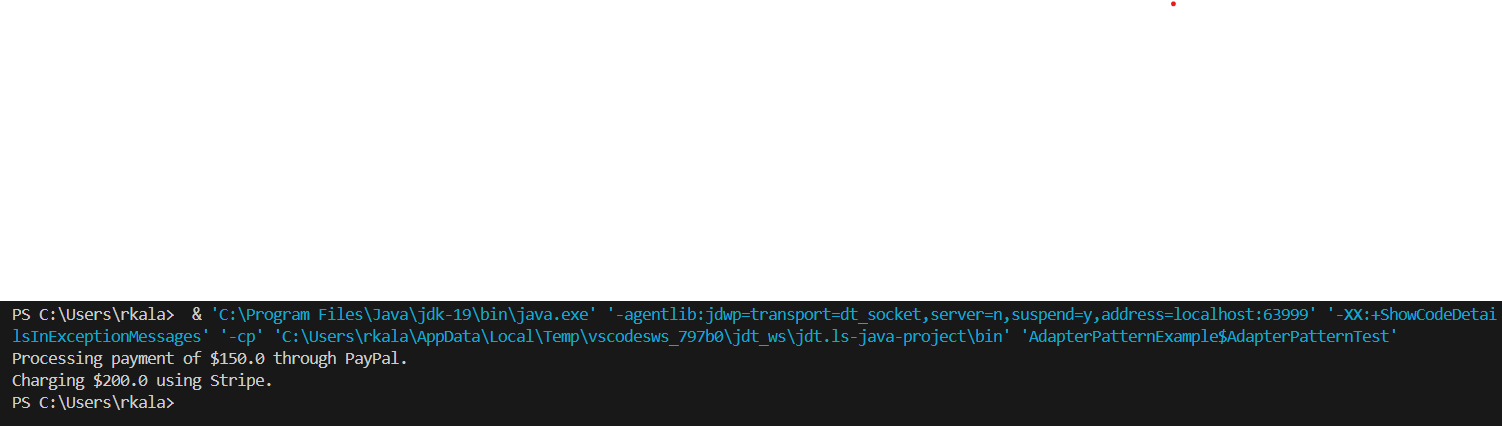 PS C:\Users\rkala>  & 'C:\Program Files\Java\jdk-19\bin\java.exe' '-agentlib:jdwp=transport=dt_socket,server=n,suspend=y,address=localhost:63999' '-XX:+ShowCodeDetai
lsInExceptionMessages' '-cp' 'C:\Users\rkala\AppData\Local\Temp\vscodesws_797b0\jdt_ws\jdt.ls-java-project\bin' 'AdapterPatternExample$AdapterPatternTest'
Processing payment of $150.0 through PayPal.
Charging $200.0 using Stripe.
PS C:\Users\rkala>